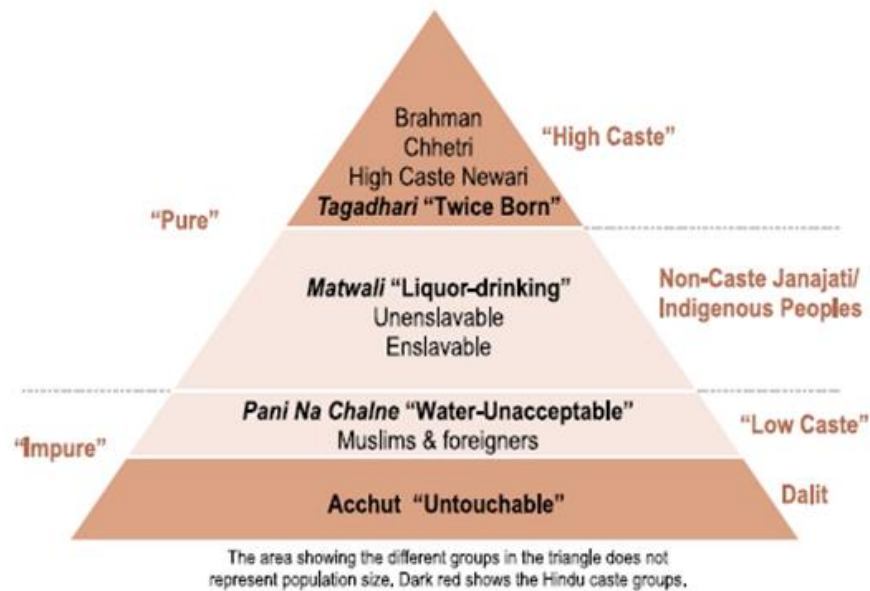 Brahman
Chhetri
High Caste Newari
Tagadhari “Twice Born”
“High Caste”
“Pure”
Matwali “Liquor-drinking”
Unenslavable
Enslavable
Non-Caste Janajati/
Indigenous Peoples
Pani Na Chalne “Water-Unacceptable”
Muslims & foreigners
“Low Caste”
“Impure”
Acchut “Untouchable”
Dalit
The area showing the different groups in the triangle does not
represent population size. Dark red shows the Hindu caste groups.